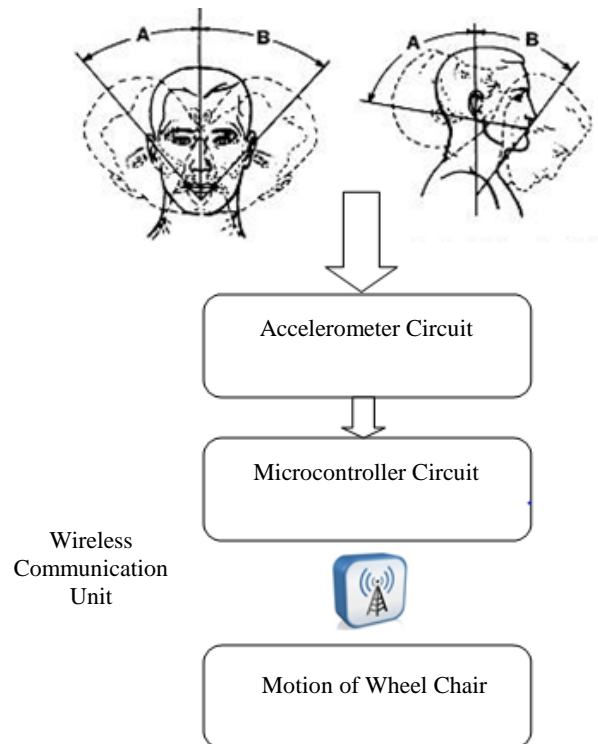 A B
A B
Accelerometer Circuit
Microcontroller Circuit
Wireless
Communication
Unit
Motion of Wheel Chair